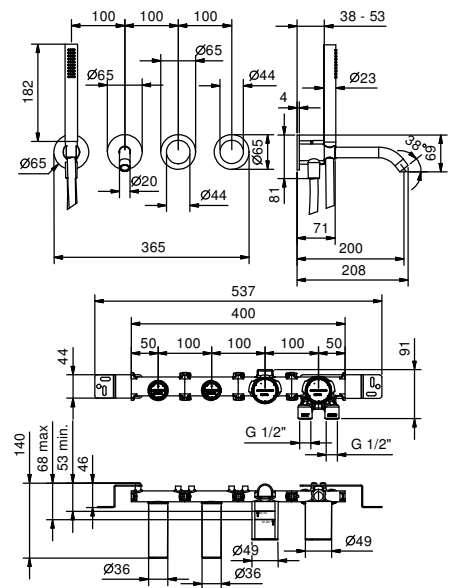 100 100 100
38 - 53
Ø65
Ø65
Ø44
Ø23
182
4
38°
69
Ø65
Ø65
Ø20
Ø44
81
71
365
200
208
537
400
50 100 100 100 50
44
91
G 1/2"
G 1/2"
140
68 max
53 min.
46
Ø49
Ø49
Ø36
Ø36